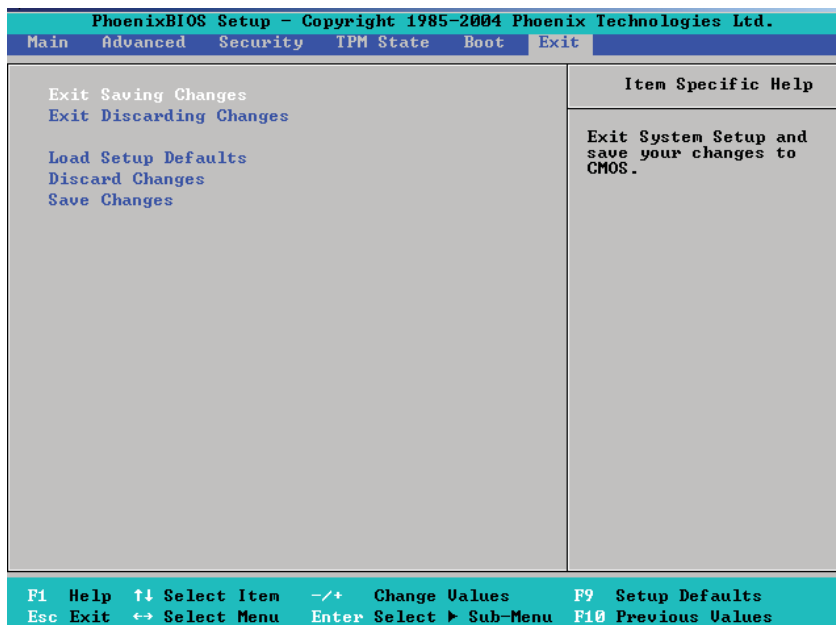 PhoenixBIOS Setup - Copyright 1985-2004 Phoenix Technologies Ltd.
Main Advanced Security TPM State Boot Exit
Exit Saving Changes
Exit Discarding Changes
Load Setup Defaults
Discard Changes
Save Changes
Item Specific Help
Exit System Setup and
save your changes to
CMOS.
F1 Help ↑↓ Select Item -/+ Change Values F9 Setup Defaults
Esc Exit ↔ Select Menu Enter Select ▶ Sub-Menu F10 Previous Values